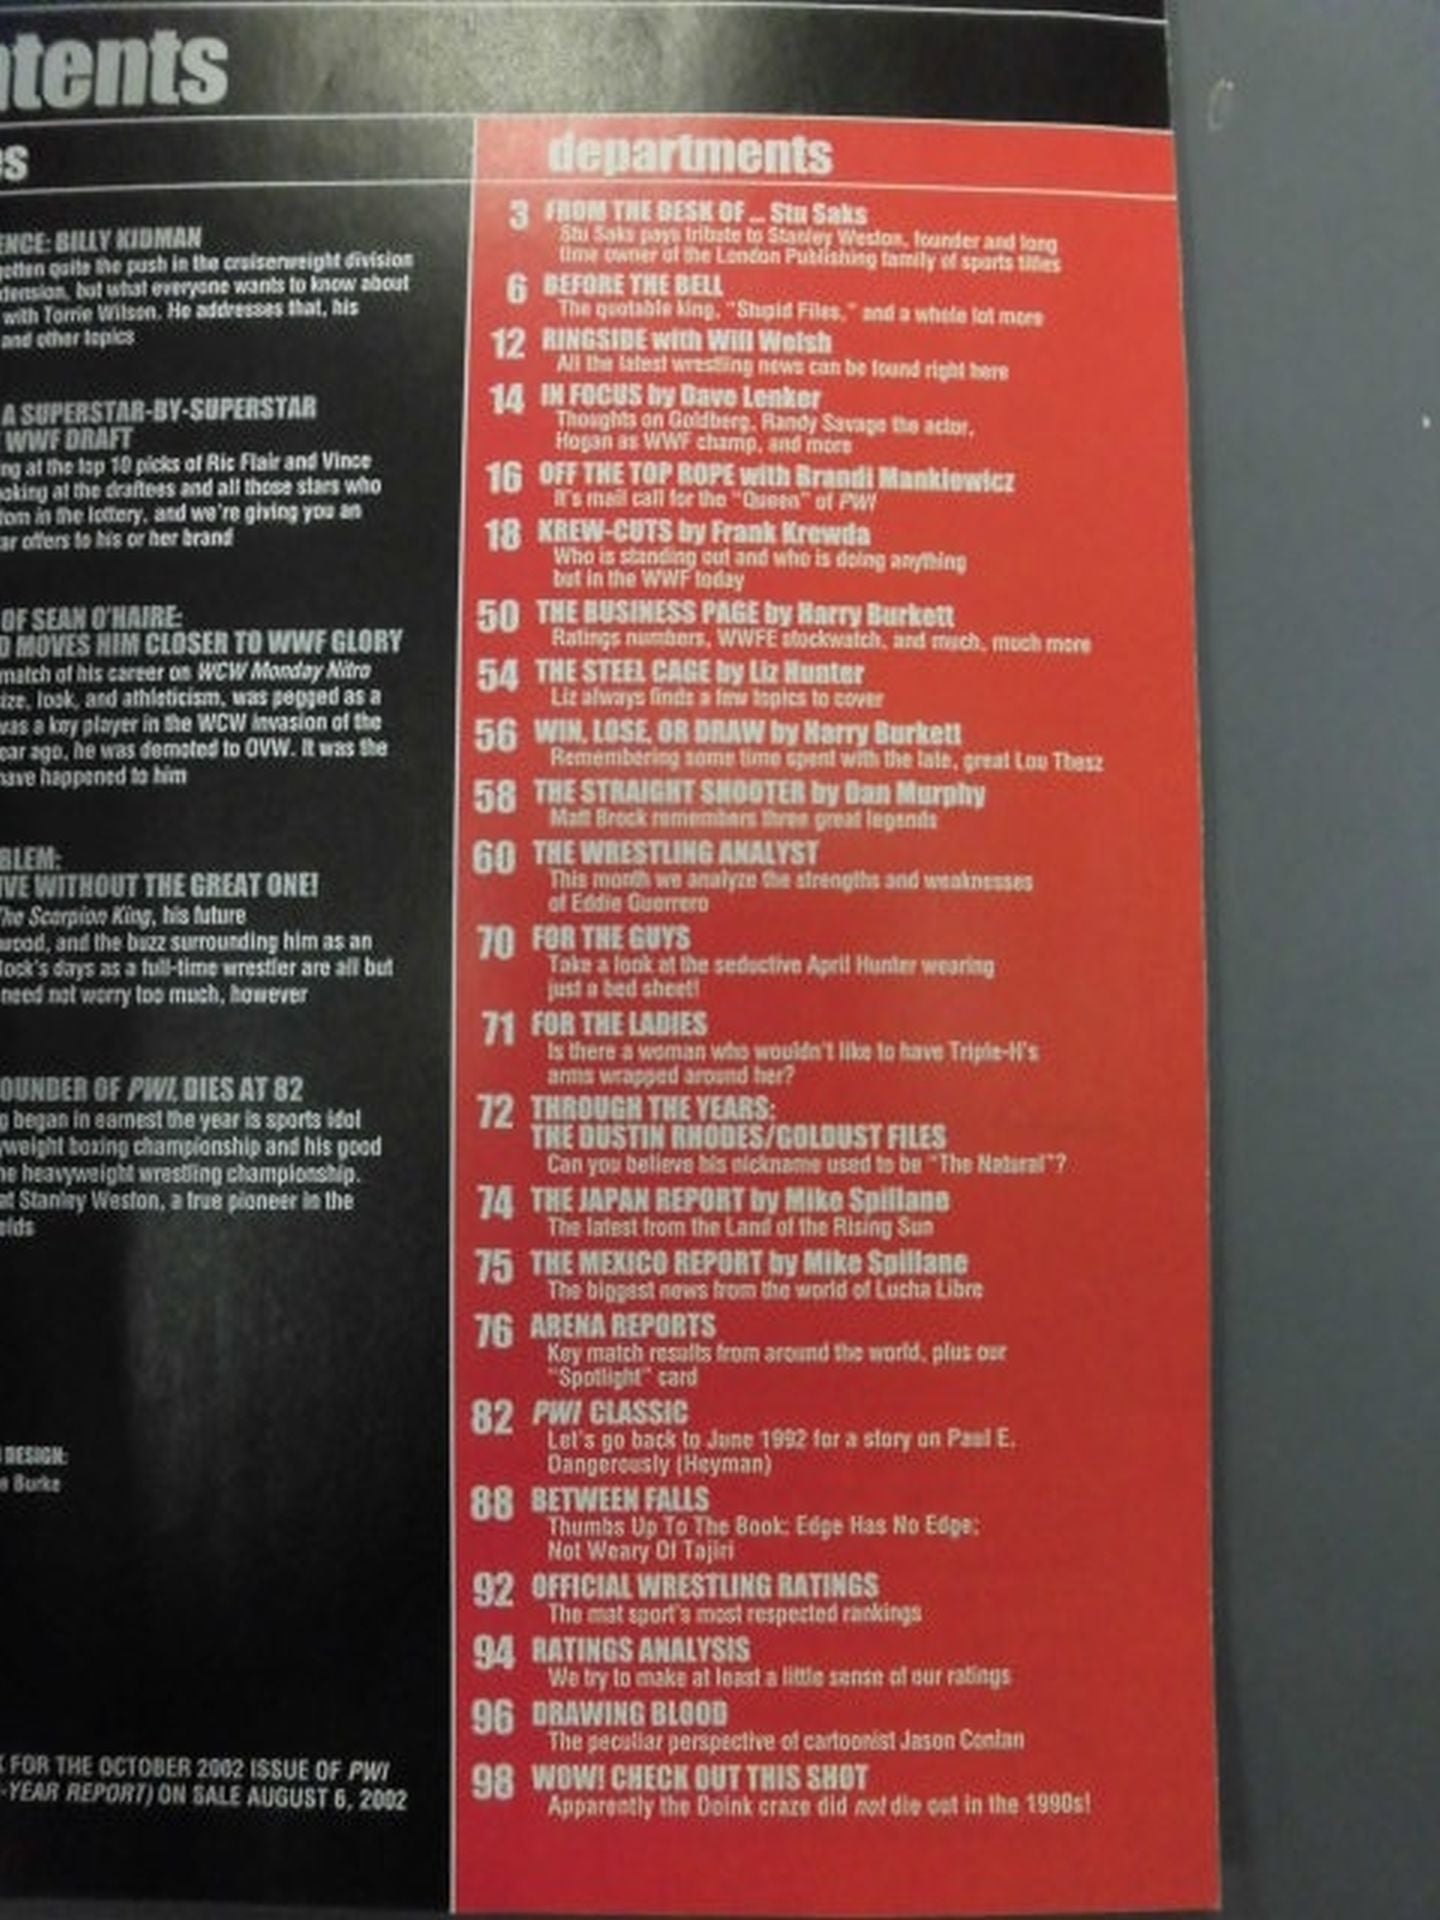 tents
es
ENCE: BILLY KIDMAN
gotten quite the push in the cruiserweight division
tension, but what everyone wants to know about
with Torrie Wilson. He addresses that, his
and other topics
A SUPERSTAR-BY-SUPERSTAR
WWF DRAFT
ng at the top 10 picks of Ric Flair and Vince
oking at the draftees and all those stars who
dom in the lottery, and we're giving you an
ar offers to his or her brand
OF SEAN O'HAIRE:
D MOVES HIM CLOSER TO WWF GLORY
match of his career on WCW Monday Nitro
ize, look, and athleticism, was pegged as a
was a key player in the WCW invasion of the
ear ago, he was demoted to OVW. It was the
have happened to him
BLEM:
IVE WITHOUT THE GREAT ONE!
The Scorpion King, his future
wood, and the buzz surrounding him as an
Rock's days as a full-time wrestler are all but
need not worry too much, however
OUNDER OF PWI, DIES AT 82
g began in earnest the year is sports idol
yweight boxing championship and his good
he heavyweight wrestling championship.
at Stanley Weston, a true pioneer in the
elds
DESIGN:
Burke
FOR THE OCTOBER 2002 ISSUE OF PWI
-YEAR REPORT) ON SALE AUGUST 6, 2002
departments
3 FROM THE DESK OF ... Stu Saks
Stu Saks pays tribute to Stanley Weston, founder and long
time owner of the London Publishing family of sports titles
6 BEFORE THE BELL
The quotable king, "Stupid Files," and a whole lot more
12 RINGSIDE with Will Welsh
All the latest wrestling news can be found right here
14 IN FOCUS by Dave Lenker
Thoughts on Goldberg, Randy Savage the actor,
Hogan as WWF champ, and more
16 OFF THE TOP ROPE with Brandi Mankiewicz
It's mail call for the "Queen" of PWI
18 KREW-CUTS by Frank Krewda
Who is standing out and who is doing anything
but in the WWF today
50 THE BUSINESS PAGE by Harry Burkett
Ratings numbers, WWFE stockwatch, and much, much more
54 THE STEEL CAGE by Liz Hunter
Liz always finds a few topics to cover
56 WIN, LOSE, OR DRAW by Harry Burkett
Remembering some time spent with the late, great Lou Thesz
58 THE STRAIGHT SHOOTER by Dan Murphy
Matt Brock remembers three great legends
60 THE WRESTLING ANALYST
This month we analyze the strengths and weaknesses
of Eddie Guerrero
70 FOR THE GUYS
Take a look at the seductive April Hunter wearing
just a bed sheet!
71 FOR THE LADIES
Is there a woman who wouldn't like to have Triple-H's
arms wrapped around her?
72 THROUGH THE YEARS:
THE DUSTIN RHODES/GOLDUST FILES
Can you believe his nickname used to be "The Natural"?
74 THE JAPAN REPORT by Mike Spillane
The latest from the Land of the Rising Sun
75 THE MEXICO REPORT by Mike Spillane
The biggest news from the world of Lucha Libre
76 ARENA REPORTS
Key match results from around the world, plus our
"Spotlight" card
82 PWI CLASSIC
Let's go back to June 1992 for a story on Paul E.
Dangerously (Heyman)
88 BETWEEN FALLS
Thumbs Up To The Book; Edge Has No Edge;
Not Weary Of Tajiri
92 OFFICIAL WRESTLING RATINGS
The mat sport's most respected rankings
94 RATINGS ANALYSIS
We try to make at least a little sense of our ratings
96 DRAWING BLOOD
The peculiar perspective of cartoonist Jason Conlan
98 WOW! CHECK OUT THIS SHOT
Apparently the Doink craze did not die out in the 1990s!